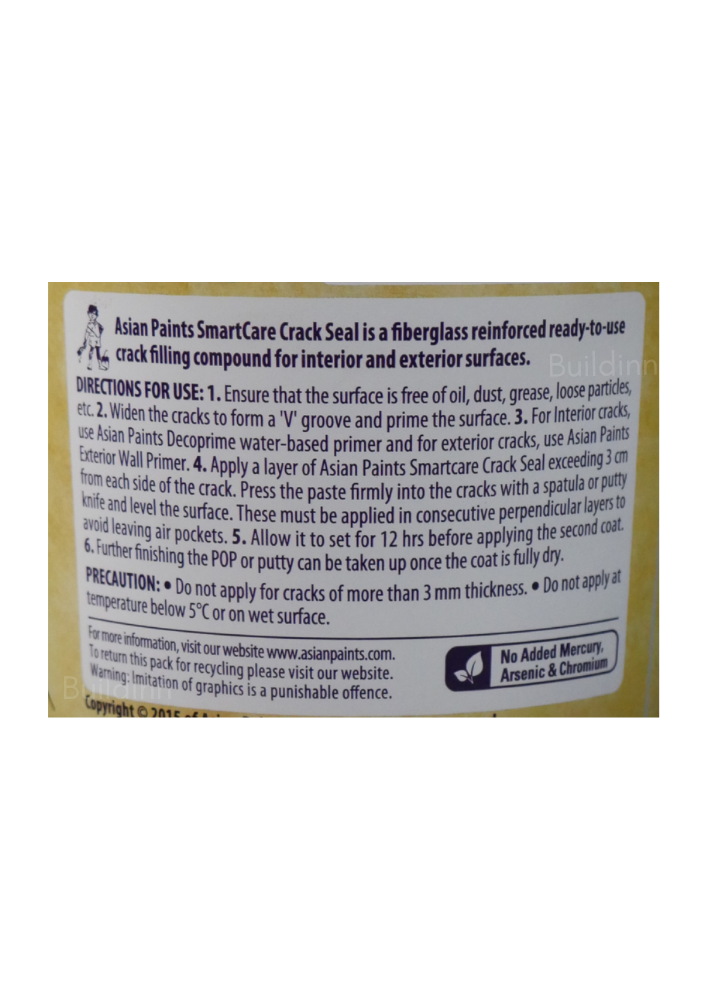 Asian Paints SmartCare Crack Seal is a fiberglass reinforced ready-to-use
crack filling compound for interior and exterior surfaces.
Buildinn
DIRECTIONS FOR USE: 1. Ensure that the surface is free of oil, dust, grease, loose particles,
etc. 2. Widen the cracks to form a 'V' groove and prime the surface. 3. For Interior cracks,
use Asian Paints Decoprime water-based primer and for exterior cracks, use Asian Paints
Exterior Wall Primer. 4. Apply a layer of Asian Paints Smartcare Crack Seal exceeding 3 cm
from each side of the crack. Press the paste firmly into the cracks with a spatula or putty
knife and level the surface. These must be applied in consecutive perpendicular layers to
avoid leaving air pockets. 5. Allow it to set for 12 hrs before applying the second coat.
6. Further finishing the POP or putty can be taken up once the coat is fully dry.
PRECAUTION: • Do not apply for cracks of more than 3 mm thickness. • Do not apply at
temperature below 5°C or on wet surface.
For more information, visit our website www.asianpaints.com.
To return this pack for recycling please visit our website.
Warning: Imitation of graphics is a punishable offence.
No Added Mercury,
Arsenic & Chromium
Buildinn
Copyright © 2015 of Asian